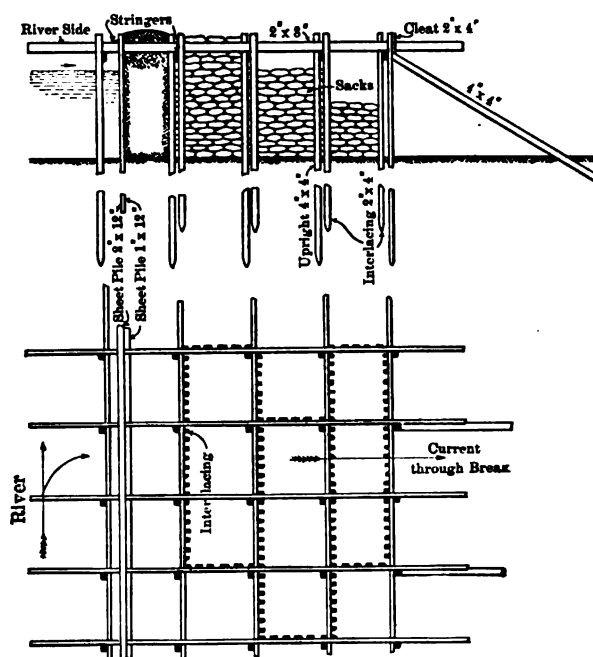 River Side
Stringers
2" x 8"
Cleat 2" x 4"
4" x 4"
Sacks
Sheet Pile 2" x 12"
Sheet Pile 1" x 12"
Upright 4" x 4"
Interlacing 2" x 4"
River
Interlacing
Current
through Break